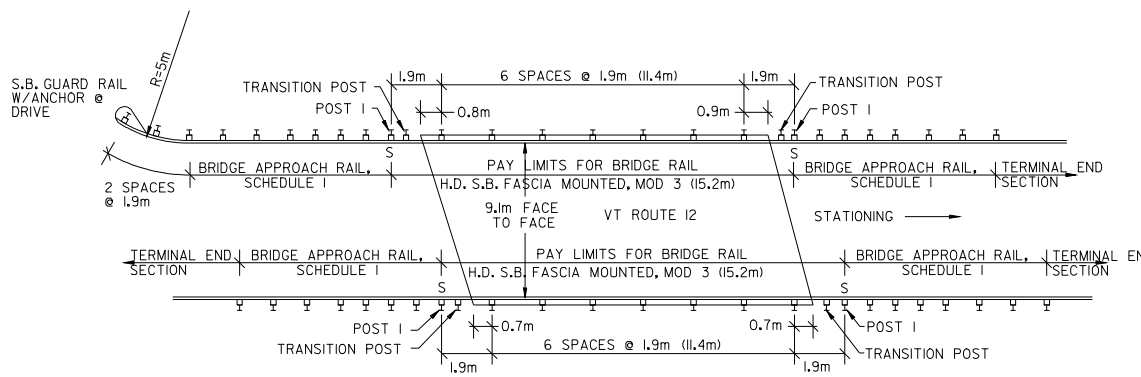 R=5m
S.B. GUARD RAIL
W/ANCHOR @
DRIVE
1.9m
6 SPACES @ 1.9m (11.4m)
1.9m
TRANSITION POST
TRANSITION POST
POST 1
0.8m
0.9m
POST 1
S
S
BRIDGE APPROACH RAIL,
SCHEDULE 1
PAY LIMITS FOR BRIDGE RAIL
H.D. S.B. FASCIA MOUNTED, MOD 3 (15.2m)
BRIDGE APPROACH RAIL,
SCHEDULE 1
TERMINAL END
SECTION
2 SPACES
@ 1.9m
9.1m FACE
TO FACE
VT ROUTE 12
STATIONING
TERMINAL END
SECTION
BRIDGE APPROACH RAIL,
SCHEDULE 1
PAY LIMITS FOR BRIDGE RAIL
H.D. S.B. FASCIA MOUNTED, MOD 3 (15.2m)
BRIDGE APPROACH RAIL,
SCHEDULE 1
TERMINAL EN
SECTION
S
S
POST 1
0.7m
0.7m
POST 1
TRANSITION POST
6 SPACES @ 1.9m (11.4m)
TRANSITION POST
1.9m
1.9m